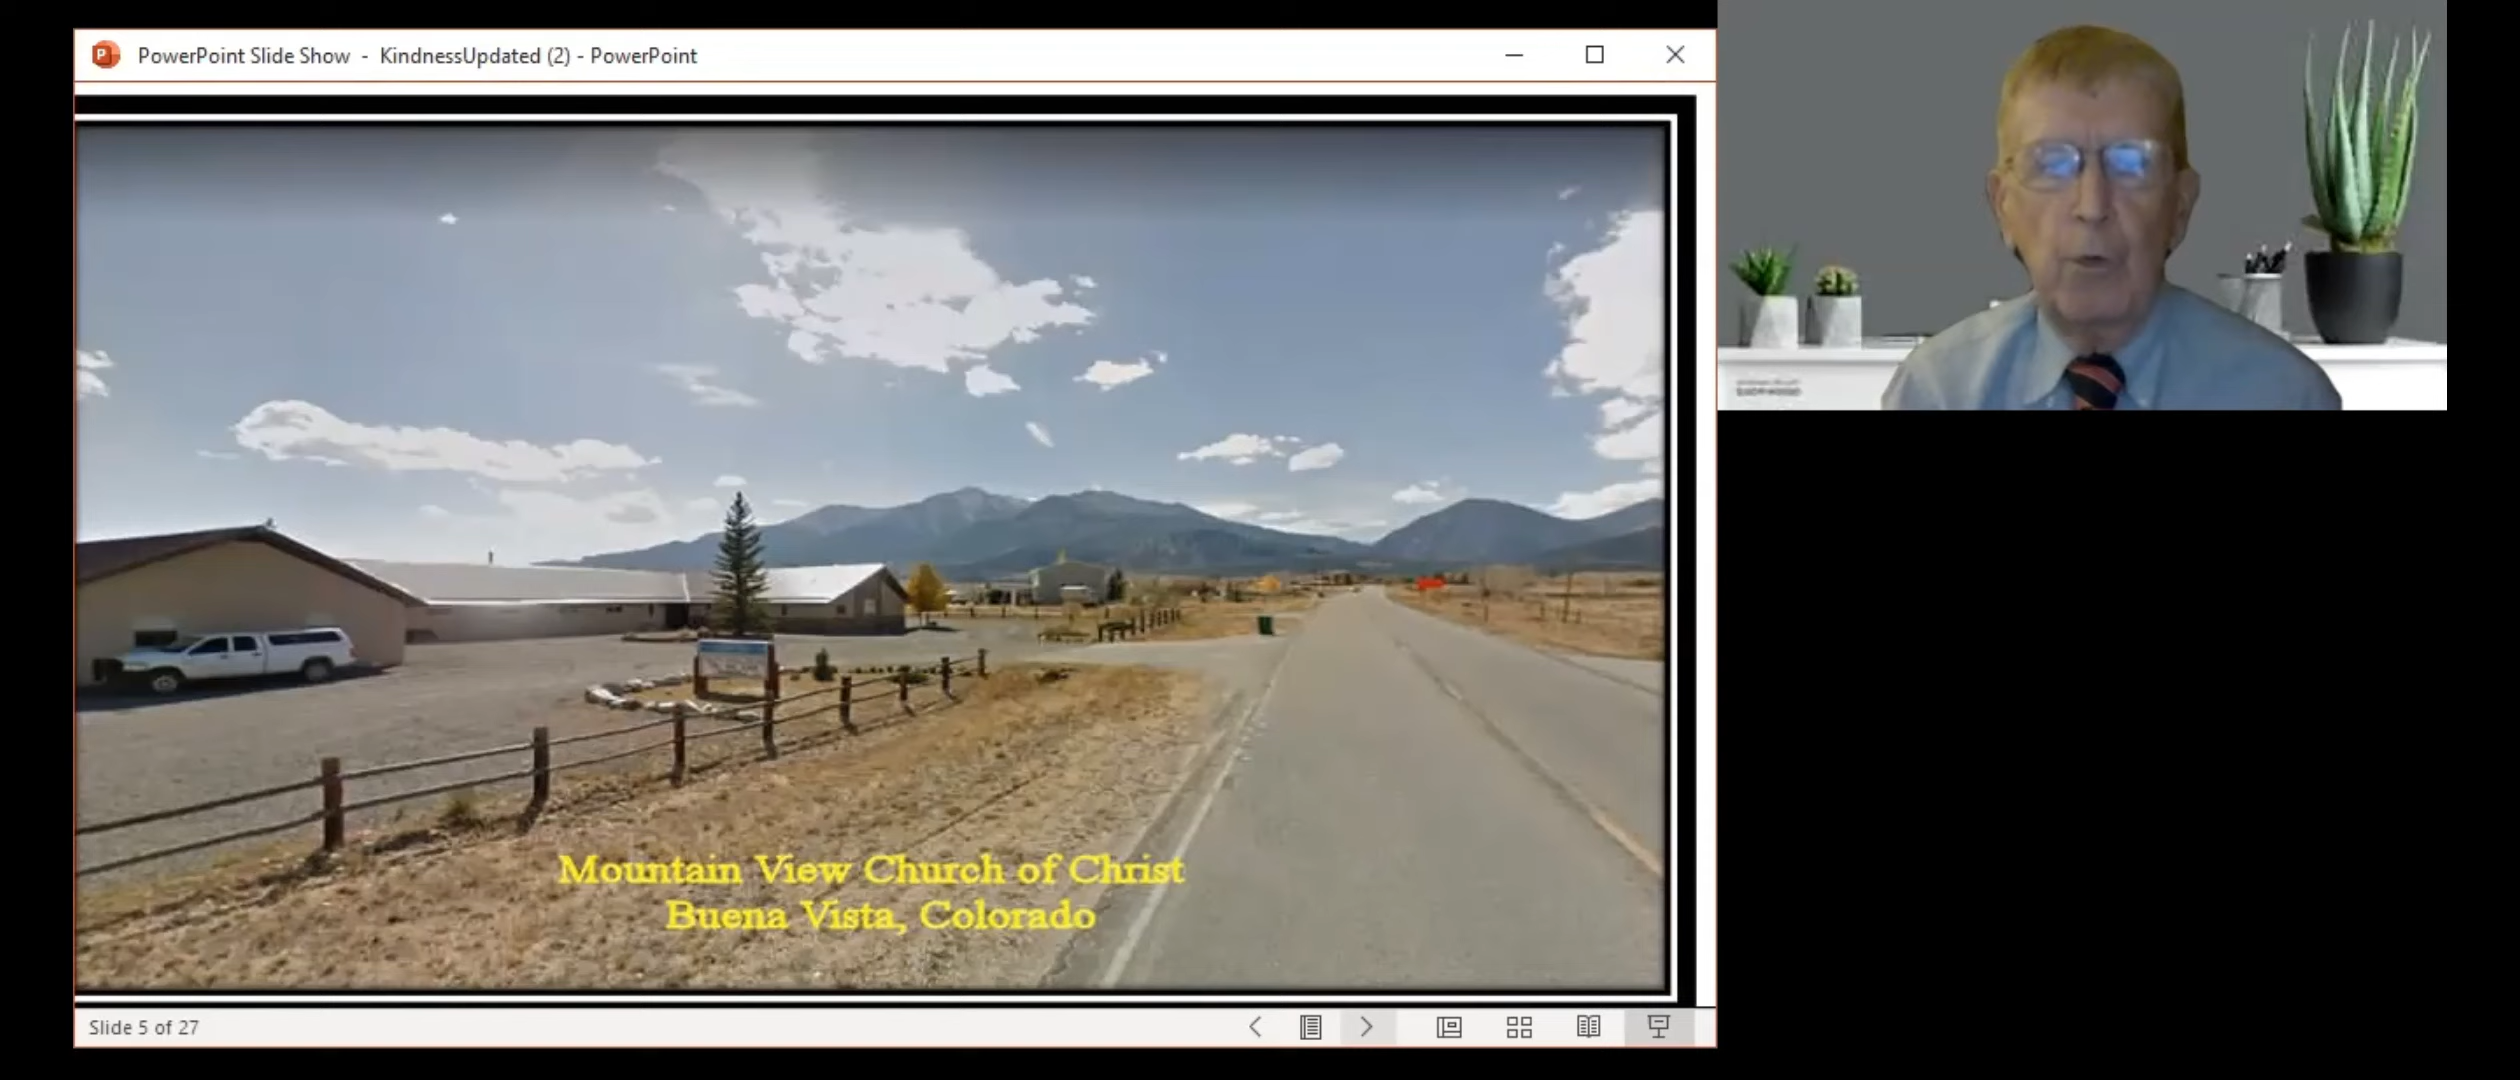 PowerPoint Slide Show - KindnessUpdated (2) - PowerPoint
Mountain View Church of Christ
Buena Vista, Colorado
Slide 5 of 27